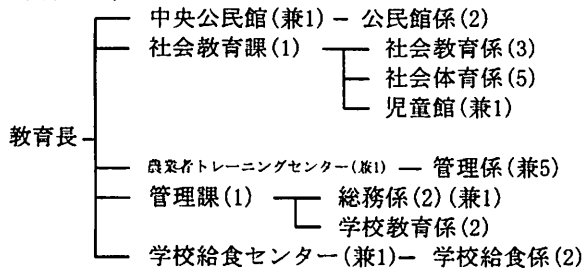 中央公民館(兼1) － 公民館係(2)
社会教育課(1) 社会教育係(3)
社会体育係(5)
児童館(兼1)
教育長
農業者トレーニングセンター(兼1) — 管理係(兼5)
管理課(1) 総務係(2)(兼1)
学校教育係(2)
学校給食センター(兼1)－ 学校給食係(2)